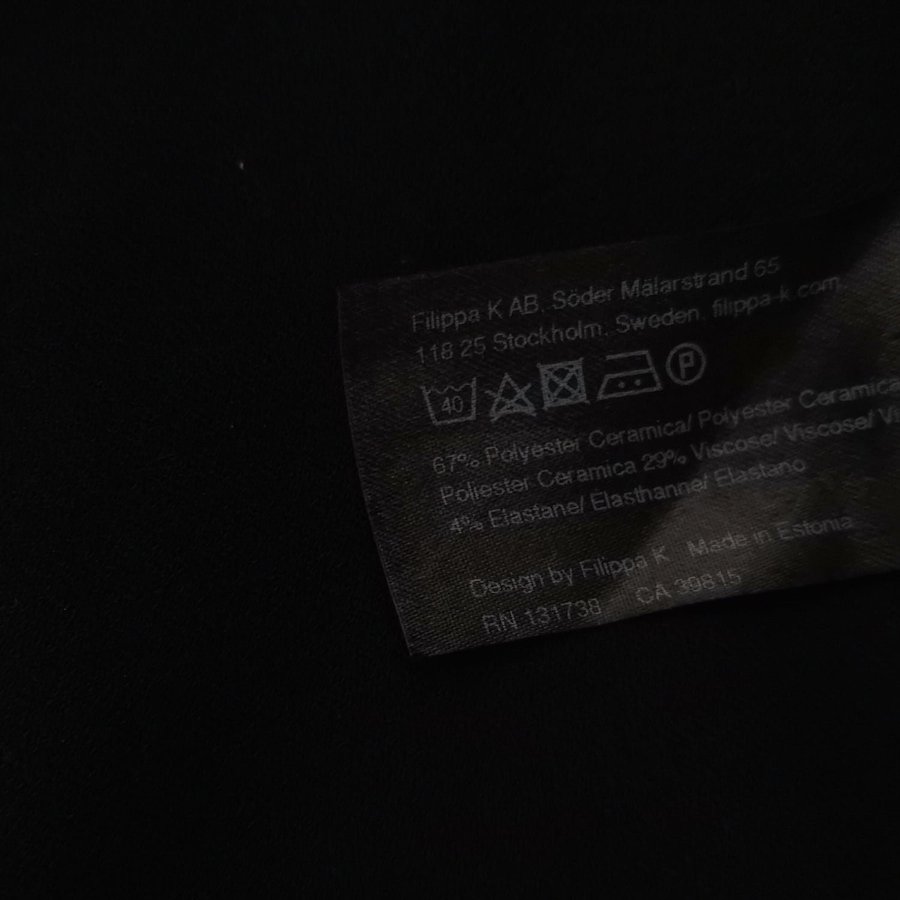 Filippa K AB, Söder Mälarstrand 65
118 25 Stockholm, Sweden, filippa-k.com
40 P
67% Polyester Ceramica/ Polyester Ceramica
Poliester Ceramica 29% Viscose/ Viscose/
4% Elastane/ Elasthanne/ Elastano
Design by Filippa K Made in Estonia
RN 131738 CA 39815